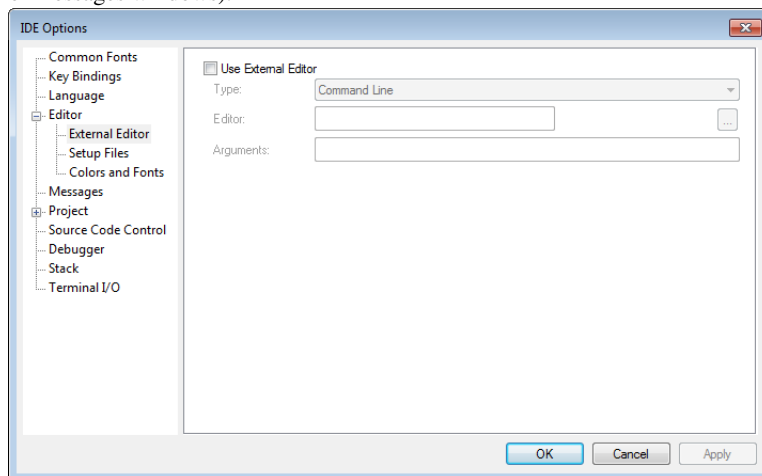 IDE Options
Common Fonts
Key Bindings
Language
Editor
External Editor
Setup Files
Colors and Fonts
Messages
Project
Source Code Control
Debugger
Stack
Terminal I/O
Use External Editor
Type: Command Line
Editor: ...
Arguments:
OK Cancel Apply